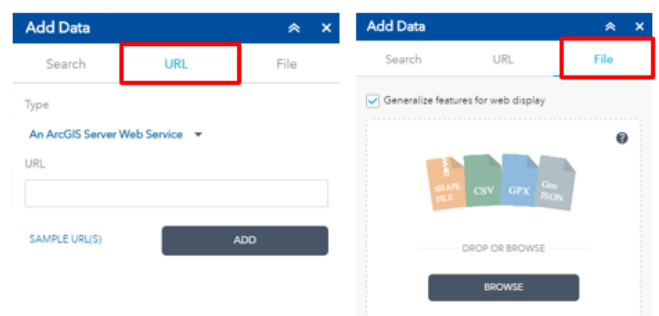 Add Data
Search URL File
Type
An ArcGIS Server Web Service
URL
SAMPLE URL(S) ADD
Add Data
Search URL File
Generalize features for web display
SHAPE FILE CSV GPX Geo JSON
DROP OR BROWSE
BROWSE